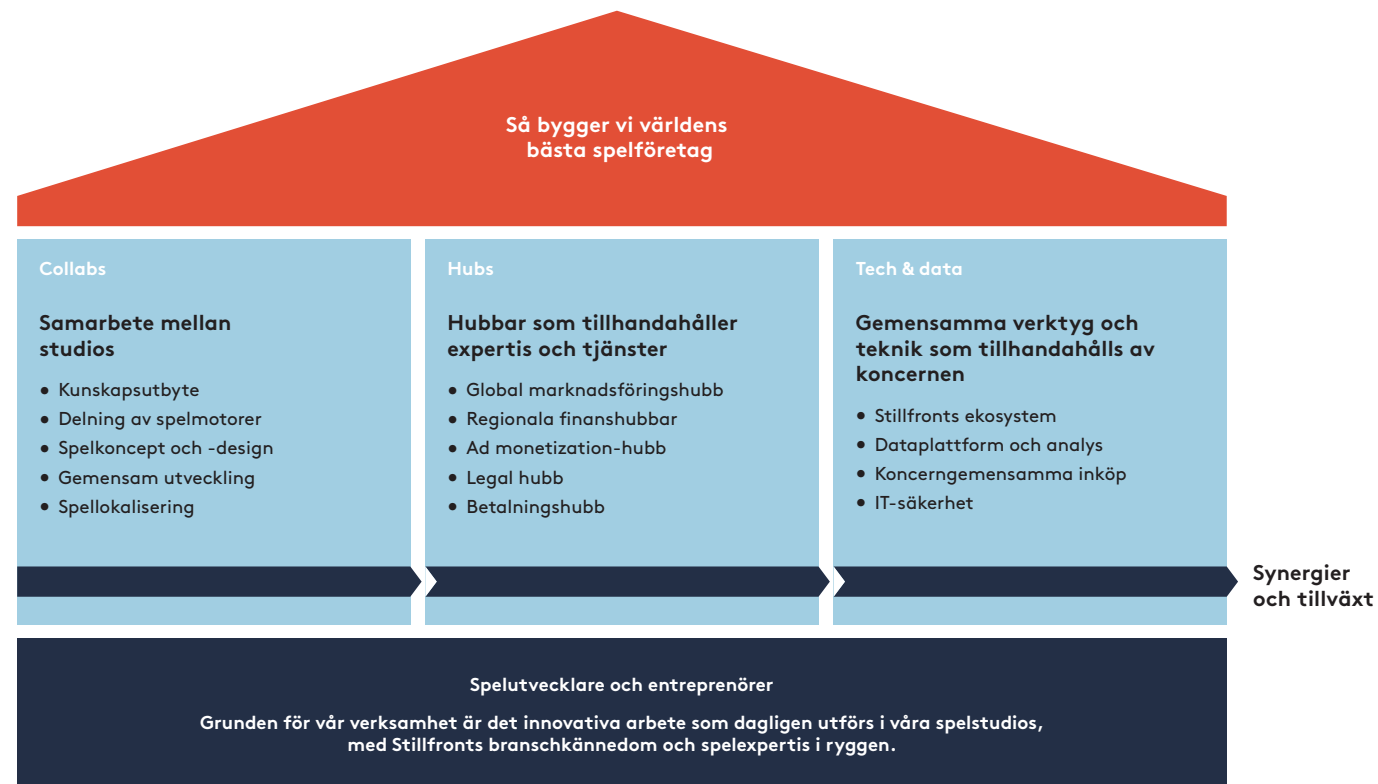 Så bygger vi världens
bästa spelföretag
Collabs
Samarbete mellan
studios
• Kunskapsutbyte
• Delning av spelmotorer
• Spelkoncept och -design
• Gemensam utveckling
• Spellokalisering
Hubs
Hubbar som tillhandahåller
expertis och tjänster
• Global marknadsföringshubb
• Regionala finanshubbar
• Ad monetization-hubb
• Legal hubb
• Betalningshubb
Tech & data
Gemensamma verktyg och
teknik som tillhandahålls av
koncernen
• Stillfronts ekosystem
• Dataplattform och analys
• Koncerngemensamma inköp
• IT-säkerhet
Synergier
och tillväxt
Spelutvecklare och entreprenörer
Grunden för vår verksamhet är det innovativa arbete som dagligen utförs i våra spelstudios,
med Stillfronts branschkännedom och spelexpertis i ryggen.